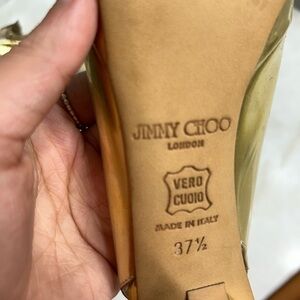 JIMMY CHOO
LONDON
VERO
CUOIO
MADE IN ITALY
37½